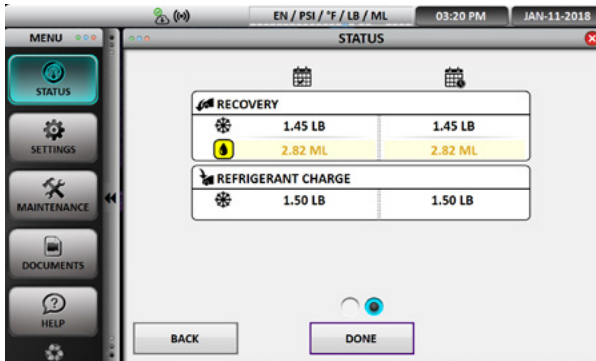 EN / PSI / °F / LB / ML
03:20 PM
JAN-11-2018
MENU
STATUS
STATUS
SETTINGS
MAINTENANCE
DOCUMENTS
HELP
RECOVERY
1.45 LB 1.45 LB
2.82 ML 2.82 ML
REFRIGERANT CHARGE
1.50 LB 1.50 LB
BACK
DONE